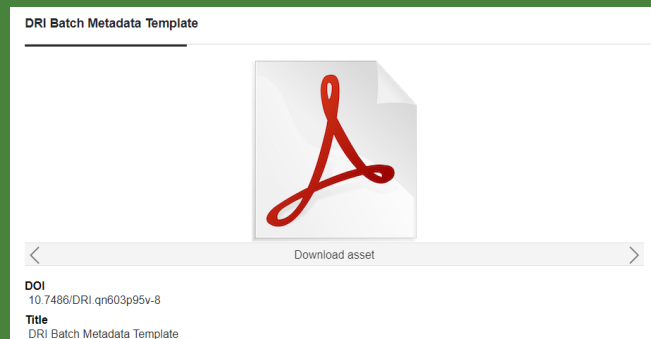 DRI Batch Metadata Template
Download asset
DOI
10.7486/DRI.qn603p95v-8
Title
DRI Batch Metadata Template